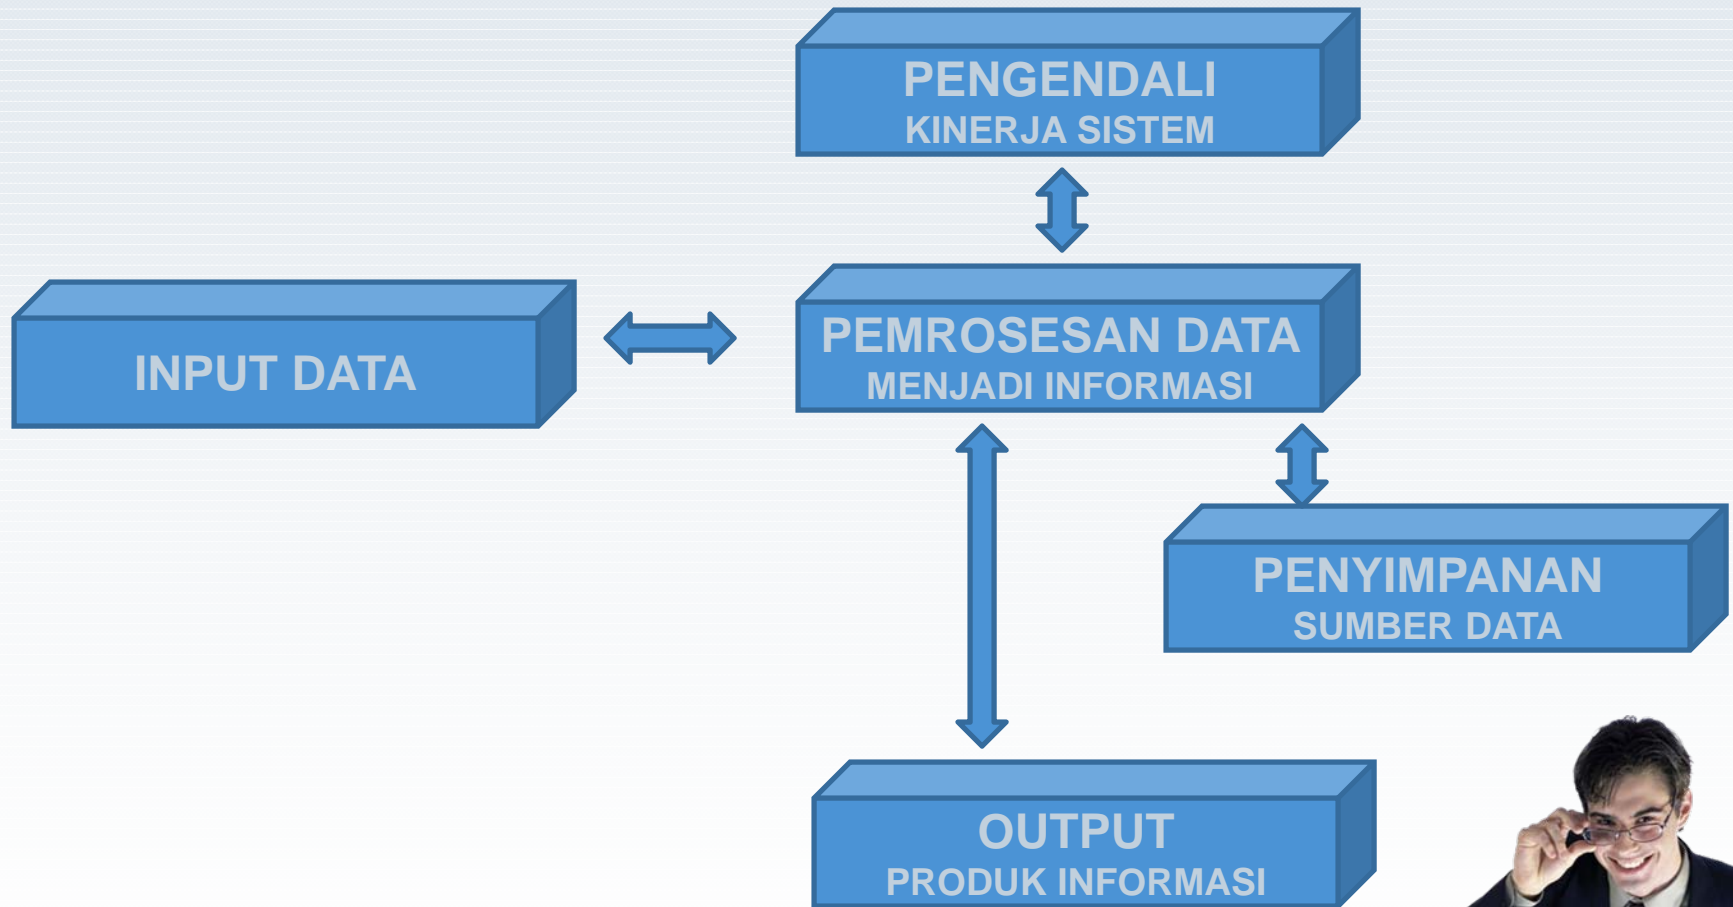 PENGENDALI
KINERJA SISTEM
INPUT DATA
PEMROSESAN DATA
MENJADI INFORMASI
PENYIMPANAN
SUMBER DATA
OUTPUT
PRODUK INFORMASI